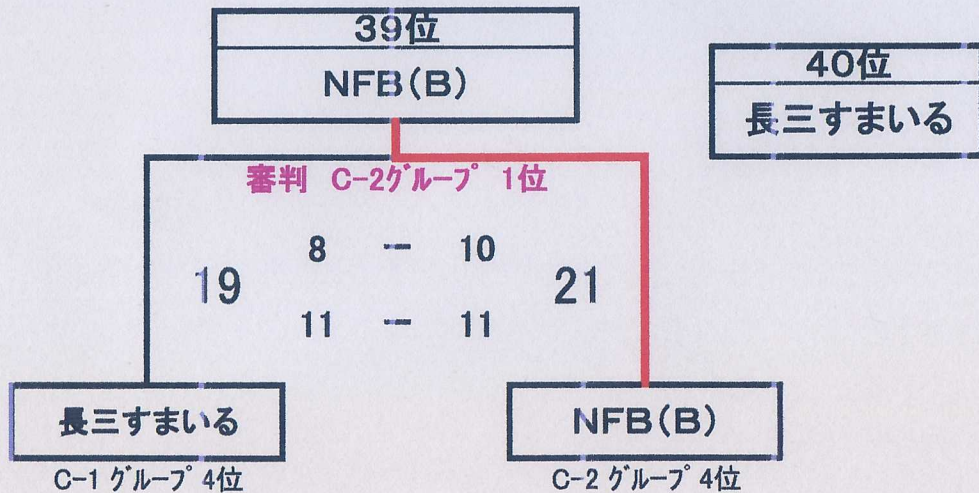 39位
NFB(B)
40位
長三すまいる
審判 C-2グループ 1位
8 － 10
19 21
11 － 11
長三すまいる
NFB(B)
C-1 グループ 4位
C-2 グループ 4位